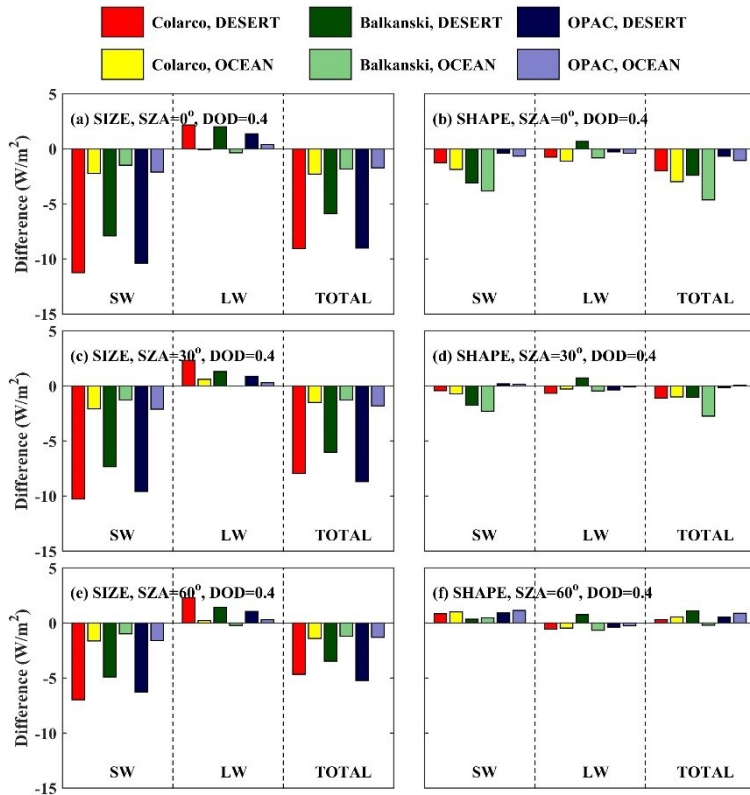 Colarco, DESERT Balkanski, DESERT OPAC, DESERT
Colarco, OCEAN Balkanski, OCEAN OPAC, OCEAN
(a) SIZE, SZA=0°, DOD=0.4
5
0
-5
-10
-15
Difference (W/m²)
SW LW TOTAL
(b) SHAPE, SZA=0°, DOD=0.4
SW LW TOTAL
(c) SIZE, SZA=30°, DOD=0.4
5
0
-5
-10
-15
Difference (W/m²)
SW LW TOTAL
(d) SHAPE, SZA=30°, DOD=0.4
SW LW TOTAL
(e) SIZE, SZA=60°, DOD=0.4
5
0
-5
-10
-15
Difference (W/m²)
SW LW TOTAL
(f) SHAPE, SZA=60°, DOD=0.4
SW LW TOTAL